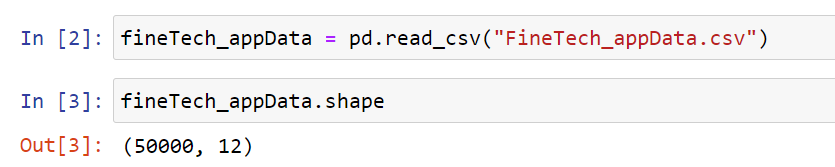 In [2]: fineTech_appData = pd.read_csv("FineTech_appData.csv")
In [3]: fineTech_appData.shape
Out[3]: (50000, 12)